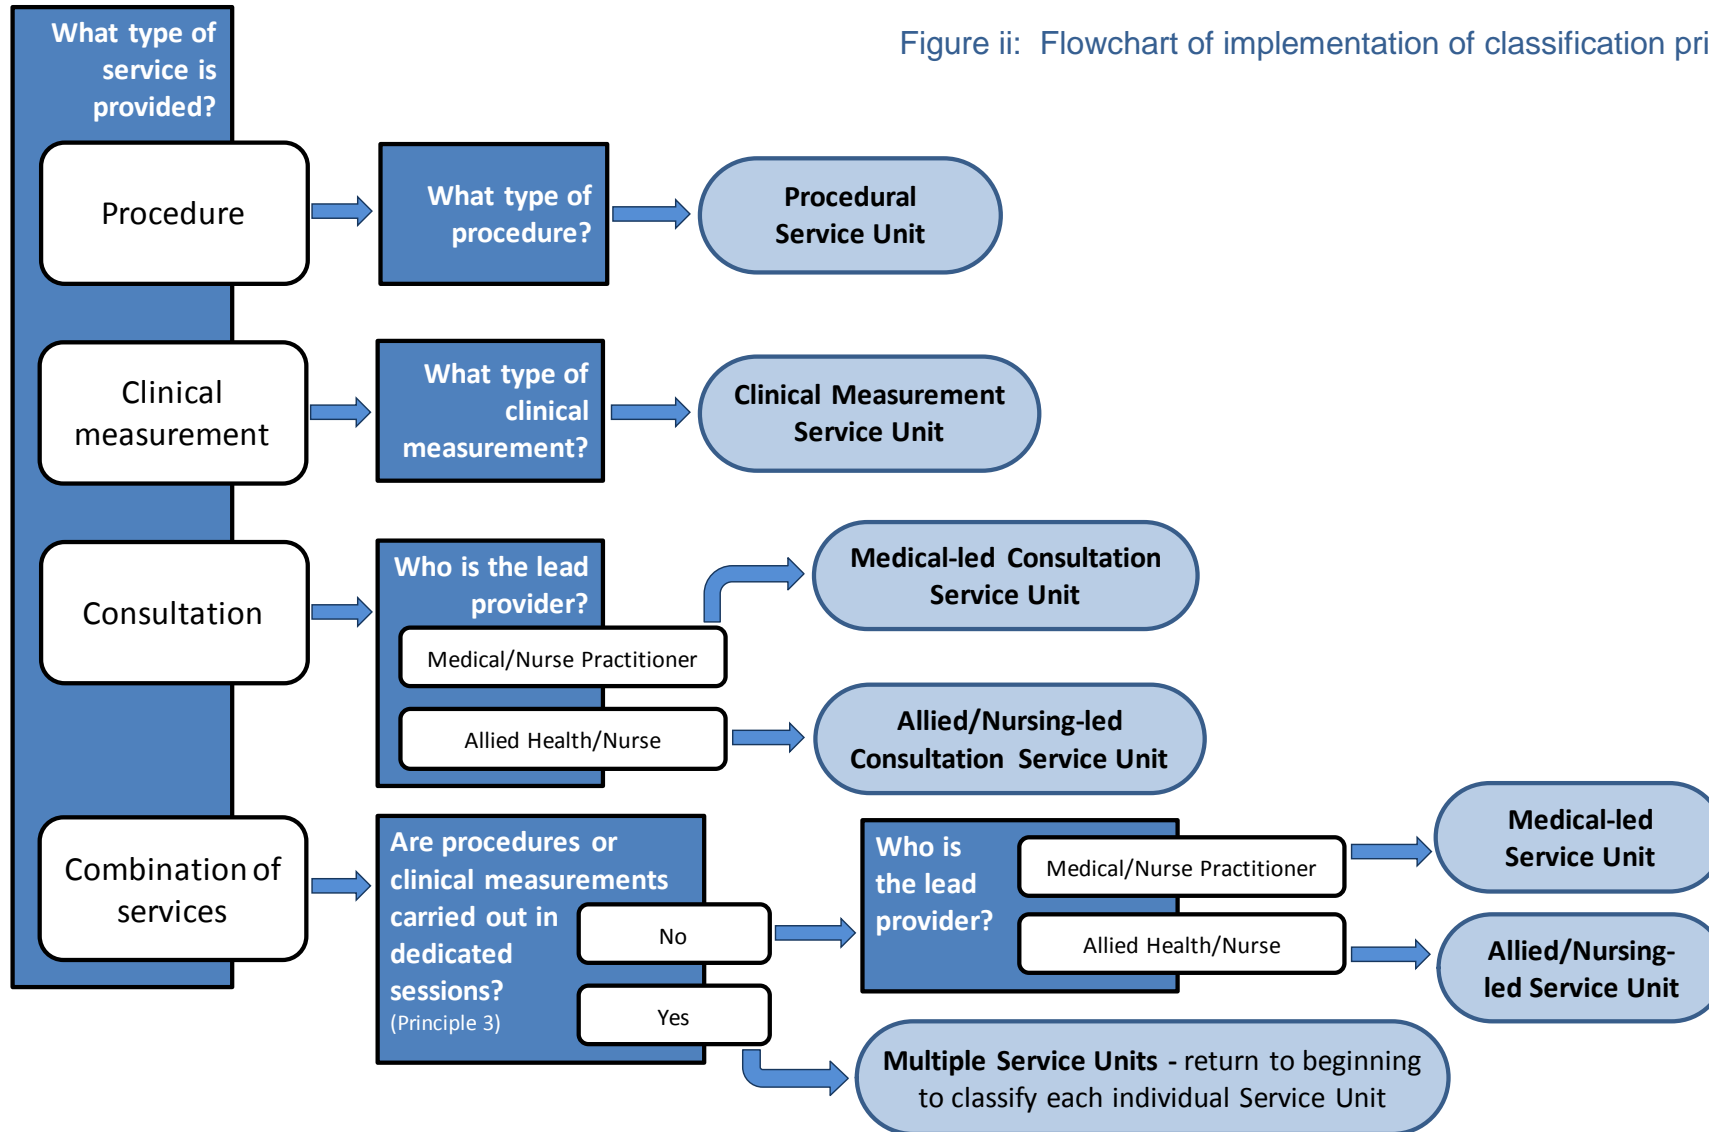 Figure ii: Flowchart of implementation of classification pri
What type of
service is
provided?
Procedure
What type of
procedure?
Procedural
Service Unit
Clinical
measurement
What type of
clinical
measurement?
Clinical Measurement
Service Unit
Consultation
Who is the lead
provider?
Medical/Nurse Practitioner
Allied Health/Nurse
Medical-led Consultation
Service Unit
Allied/Nursing-led
Consultation Service Unit
Combination of
services
Are procedures or
clinical measurements
carried out in
dedicated
sessions?
(Principle 3)
No
Yes
Who is
the lead
provider?
Medical/Nurse Practitioner
Allied Health/Nurse
Medical-led
Service Unit
Allied/Nursing-
led Service Unit
Multiple Service Units - return to beginning
to classify each individual Service Unit